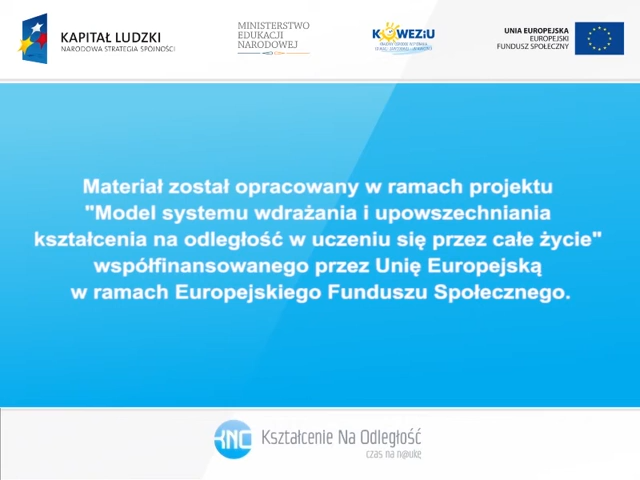 KAPITAŁ LUDZKI
NARODOWA STRATEGIA SPÓJNOŚCI
MINISTERSTWO
EDUKACJI
NARODOWEJ
KOWEZiU
UNIA EUROPEJSKA
EUROPEJSKI
FUNDUSZ SPOŁECZNY
Materiał został opracowany w ramach projektu
"Model systemu wdrażania i upowszechniania
kształcenia na odległość w uczeniu się przez całe życie"
współfinansowanego przez Unię Europejską
w ramach Europejskiego Funduszu Społecznego.
KNO Kształcenie Na Odległość
czas na n@ukę